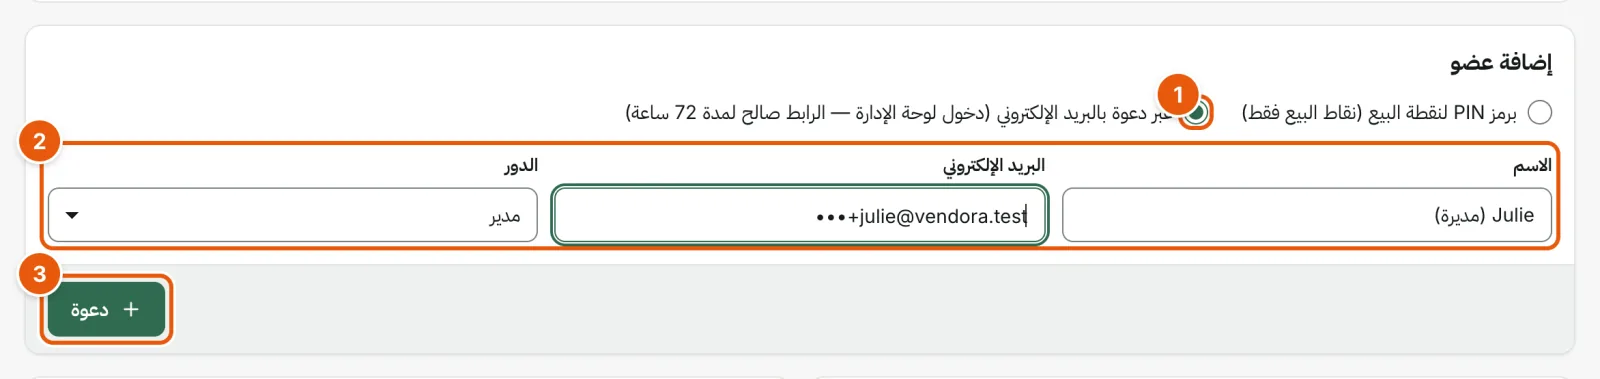 إضافة عضو
برمز PIN لنقطة البيع (نقاط البيع فقط)
1
عبر دعوة بالبريد الإلكتروني (دخول لوحة الإدارة — الرابط صالح لمدة 72 ساعة)
2
الاسم
البريد الإلكتروني
الدور
Julie (مديرة)
•••+julie@vendora.test
مدير
3
+ دعوة